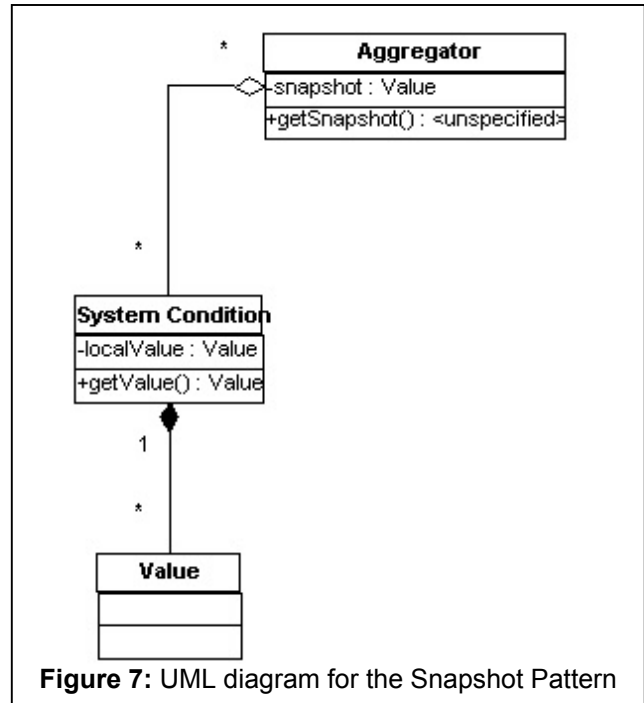 *
Aggregator
-snapshot : Value
+getSnapshot() : <unspecified>
*
System Condition
-localValue : Value
+getValue() : Value
1
*
Value
Figure 7: UML diagram for the Snapshot Pattern